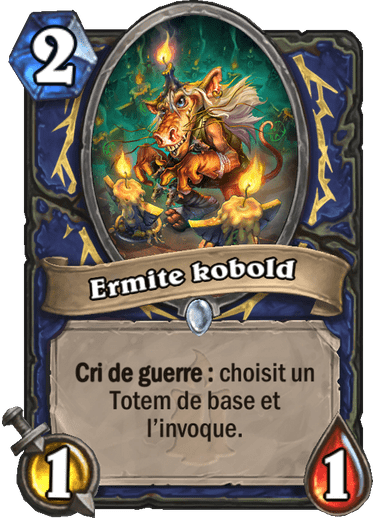 2
Ermite kobold
Cri de guerre : choisit un
Totem de base et
l'invoque.
1
1